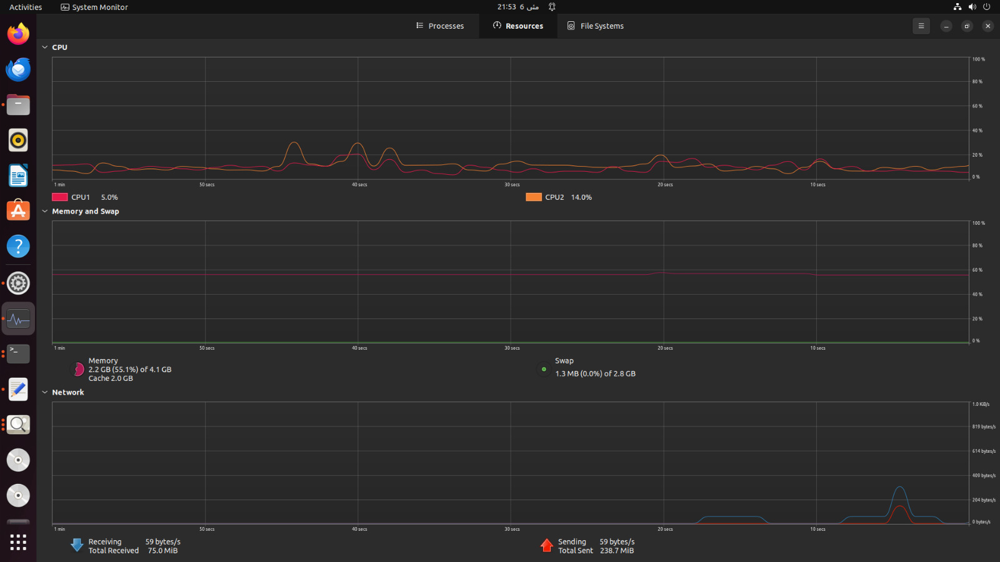 Activities
System Monitor
21:53 6 مئی
Processes
Resources
File Systems
CPU
100 %
80 %
60 %
40 %
20 %
0 %
1 min
50 secs
40 secs
30 secs
20 secs
10 secs
CPU1 5.0%
CPU2 14.0%
Memory and Swap
100 %
80 %
60 %
40 %
20 %
0 %
1 min
50 secs
40 secs
30 secs
20 secs
10 secs
Memory
2.2 GB (55.1%) of 4.1 GB
Cache 2.0 GB
Swap
1.3 MB (0.0%) of 2.8 GB
Network
1.0 KiB/s
819 bytes/s
614 bytes/s
409 bytes/s
204 bytes/s
0 bytes/s
1 min
50 secs
40 secs
30 secs
20 secs
10 secs
Receiving 59 bytes/s
Total Received 75.0 MiB
Sending 59 bytes/s
Total Sent 238.7 MiB